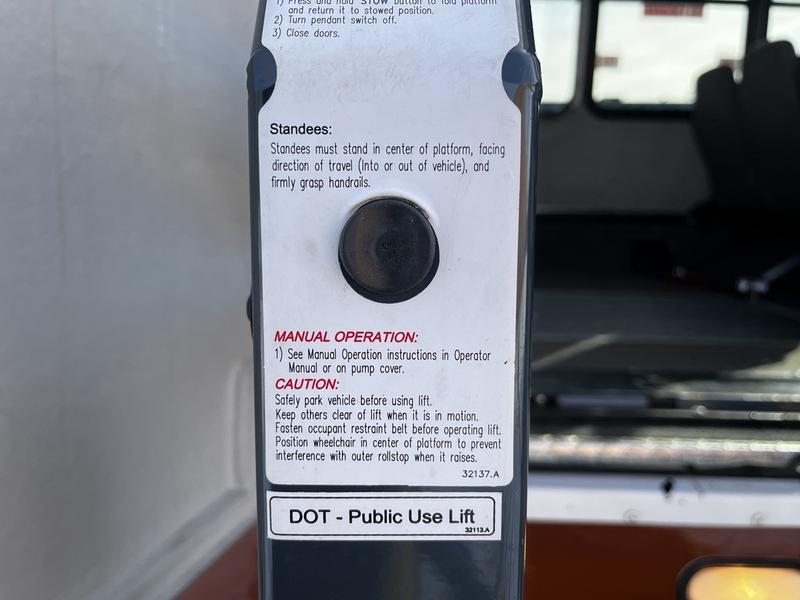 1) Press and hold "STOW" button to fold platform
and return it to stowed position.
2) Turn pendant switch off.
3) Close doors.
Standees:
Standees must stand in center of platform, facing
direction of travel (Into or out of vehicle), and
firmly grasp handrails.
MANUAL OPERATION:
1) See Manual Operation instructions in Operator
Manual or on pump cover.
CAUTION:
Safely park vehicle before using lift.
Keep others clear of lift when it is in motion.
Fasten occupant restraint belt before operating lift.
Position wheelchair in center of platform to prevent
interference with outer rollstop when it raises.
32137.A
DOT - Public Use Lift
32113.A